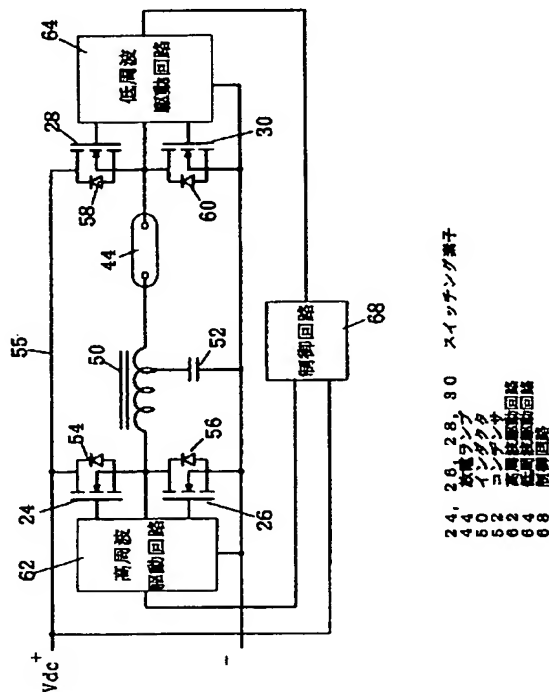 Vdc
+
-
55
24
54
56
26
62
高周波
駆動回路
50
52
44
58
28
60
30
64
低周波
駆動回路
制御回路
68
24, 26, 28, 30 スイッチング素子
44 放電ランプ
50 インダクタ
52 コンデンサ
62 高周波駆動回路
64 低周波駆動回路
68 制御回路